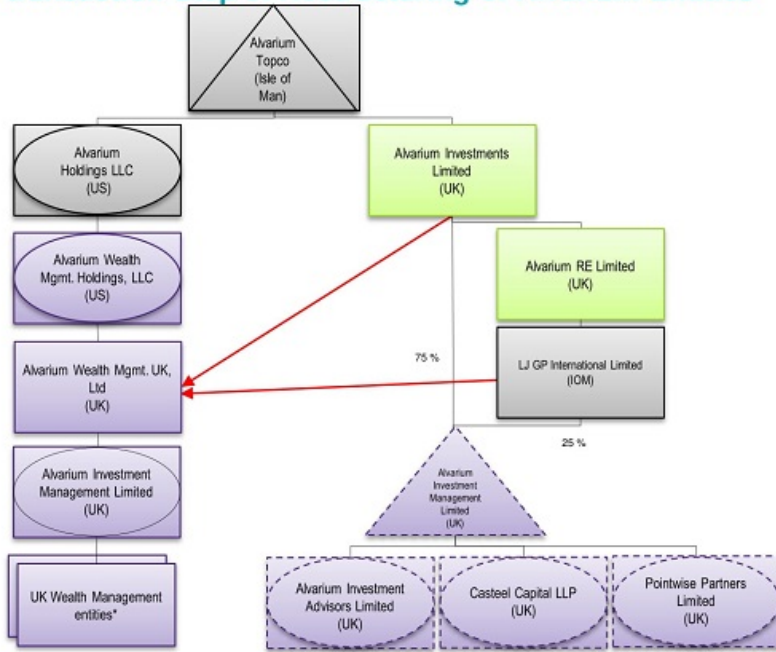 Alvarium
Topco
(Isle of
Man)
Alvarium
Holdings LLC
(US)
Alvarium Investments
Limited
(UK)
Alvarium Wealth
Mgmt. Holdings, LLC
(US)
Alvarium RE Limited
(UK)
Alvarium Wealth Mgmt. UK,
Ltd
(UK)
75 %
LJ GP International Limited
(IOM)
25 %
Alvarium Investment
Management Limited
(UK)
Alvarium
Investment
Management
Limited
(UK)
UK Wealth Management
entities*
Alvarium Investment
Advisors Limited
(UK)
Casteel Capital LLP
(UK)
Pointwise Partners
Limited
(UK)